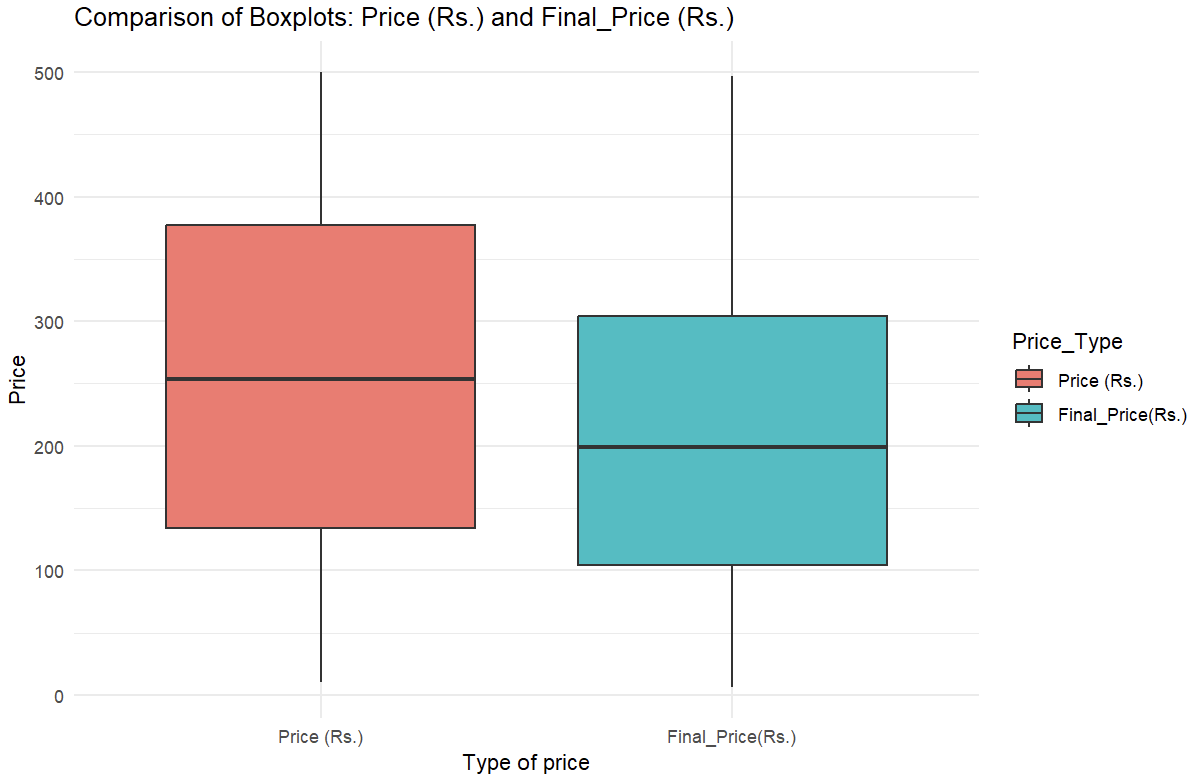 Comparison of Boxplots: Price (Rs.) and Final_Price (Rs.)
500
400
300
200
100
0
Price
Price (Rs.)
Final_Price(Rs.)
Type of price
Price_Type
Price (Rs.)
Final_Price(Rs.)